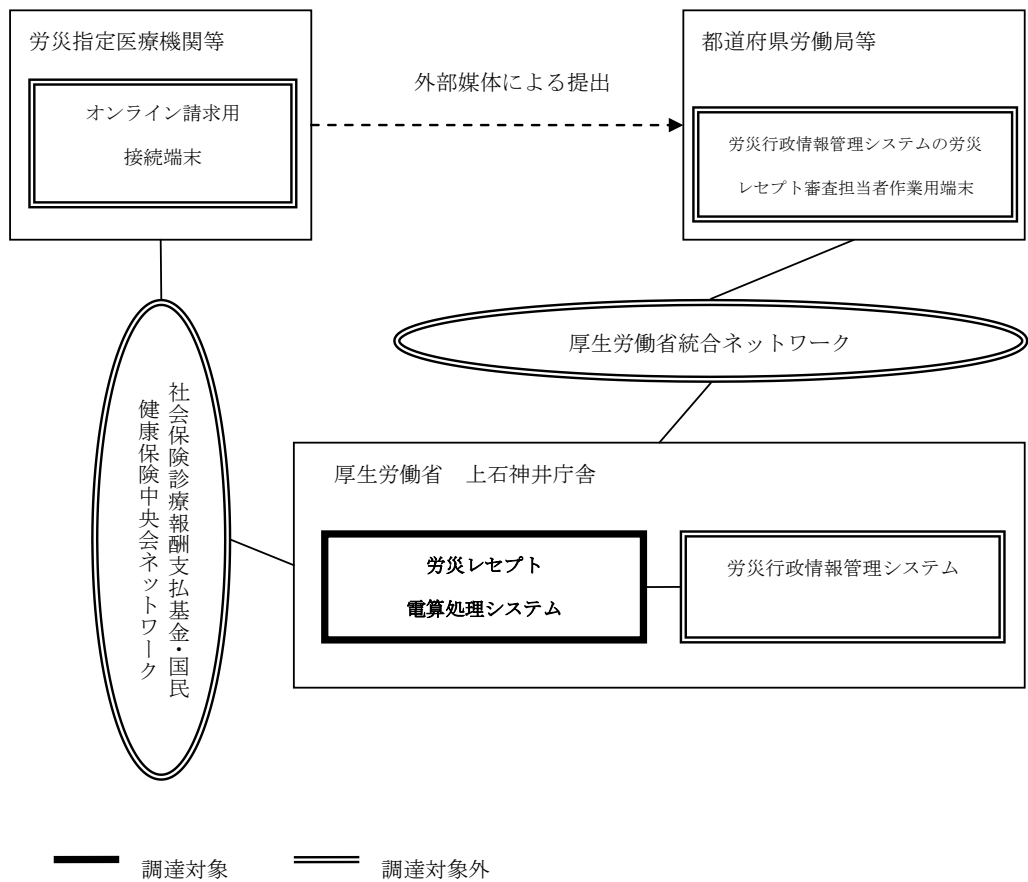 労災指定医療機関等
オンライン請求用
接続端末
外部媒体による提出
都道府県労働局等
労災行政情報管理システムの労災
レセプト審査担当者作業用端末
厚生労働省統合ネットワーク
社会保険診療報酬支払基金・国民
健康保険中央会ネットワーク
厚生労働省　上石神井庁舎
労災レセプト
電算処理システム
労災行政情報管理システム
調達対象
調達対象外